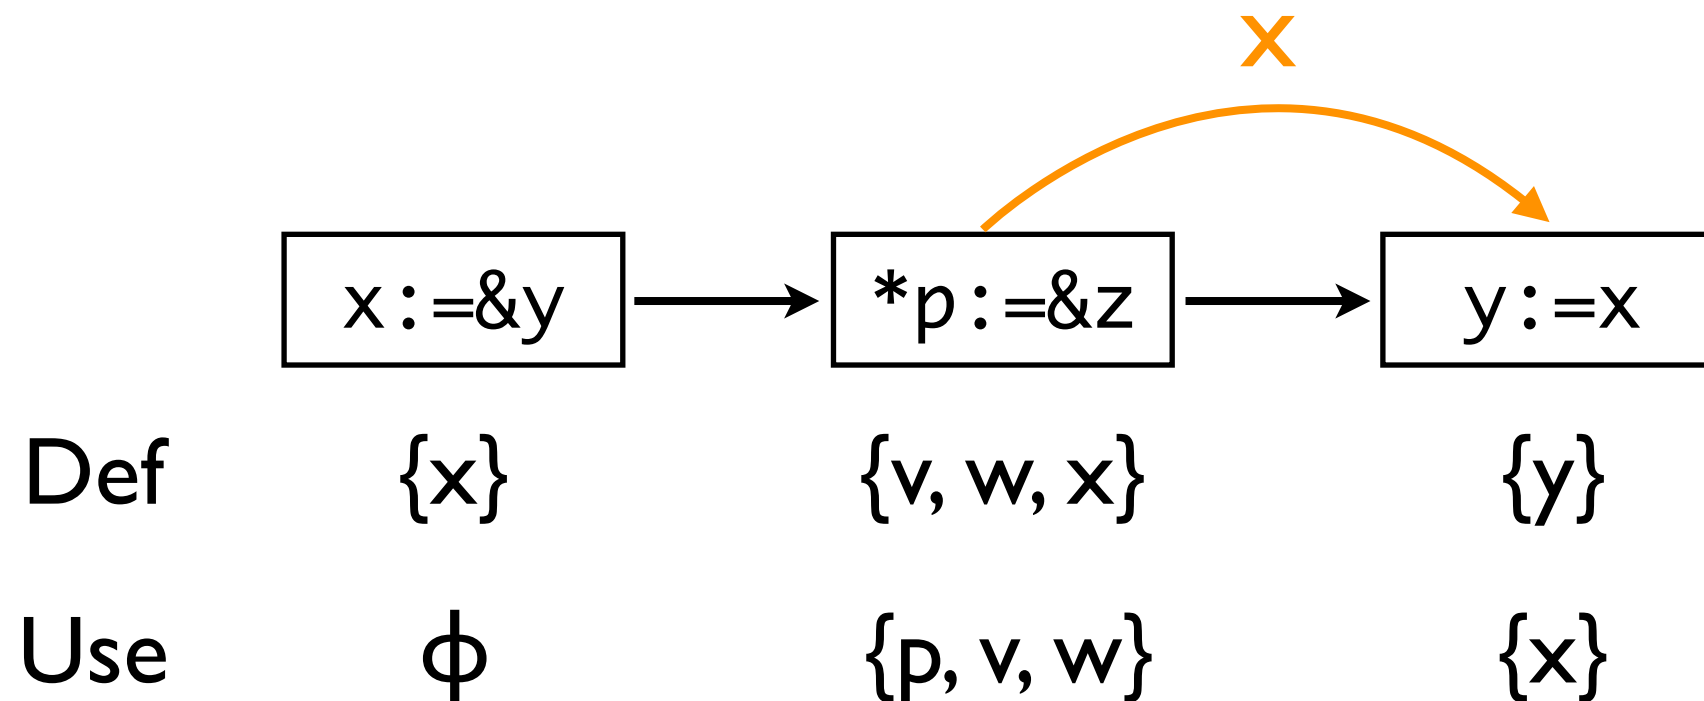 x
x:=&y *p:=&z y:=x
Def {x} {v, w, x} {y}
Use ϕ {p, v, w} {x}